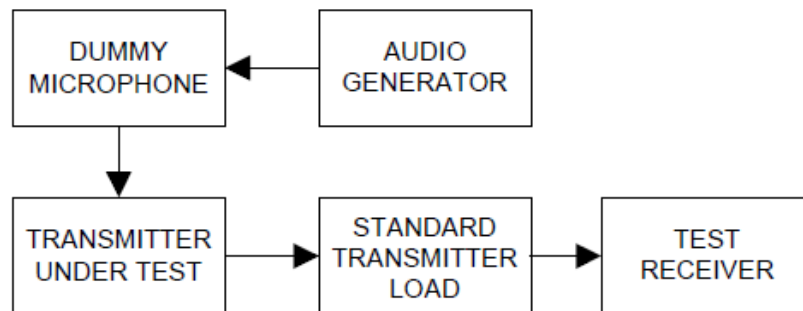 DUMMY
MICROPHONE
AUDIO
GENERATOR
TRANSMITTER
UNDER TEST
STANDARD
TRANSMITTER
LOAD
TEST
RECEIVER